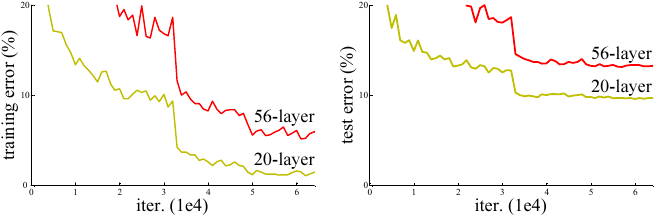 20
10
0
0
1
2
3
4
5
6
training error (%)
iter. (1e4)
56-layer
20-layer
20
10
0
0
1
2
3
4
5
6
test error (%)
iter. (1e4)
56-layer
20-layer